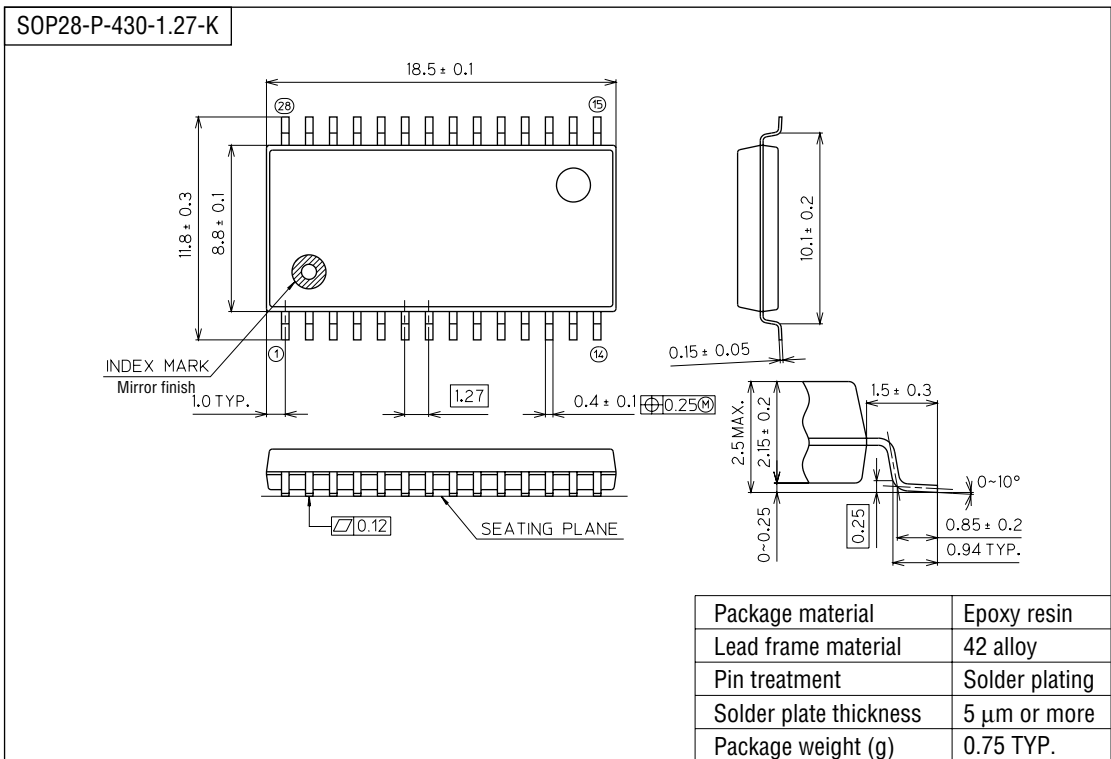 SOP28-P-430-1.27-K
18.5± 0.1
28
15
11.8± 0.3
8.8± 0.1
10.1± 0.2
1
14
INDEX MARK
Mirror finish
1.0 TYP.
1.27
0.4± 0.1
0.25Ⓜ
0.15± 0.05
1.5± 0.3
2.5 MAX.
2.15± 0.2
0~10°
0~0.25
0.25
0.85± 0.2
0.94 TYP.
0.12
SEATING PLANE
Package material Epoxy resin
Lead frame material 42 alloy
Pin treatment Solder plating
Solder plate thickness 5 µm or more
Package weight (g) 0.75 TYP.